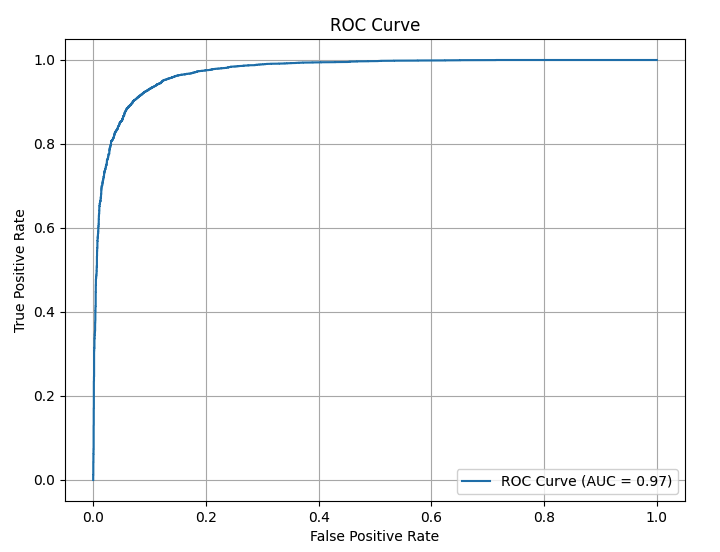 ROC Curve
1.0
0.8
0.6
0.4
0.2
0.0
True Positive Rate
ROC Curve (AUC = 0.97)
0.0 0.2 0.4 0.6 0.8 1.0
False Positive Rate